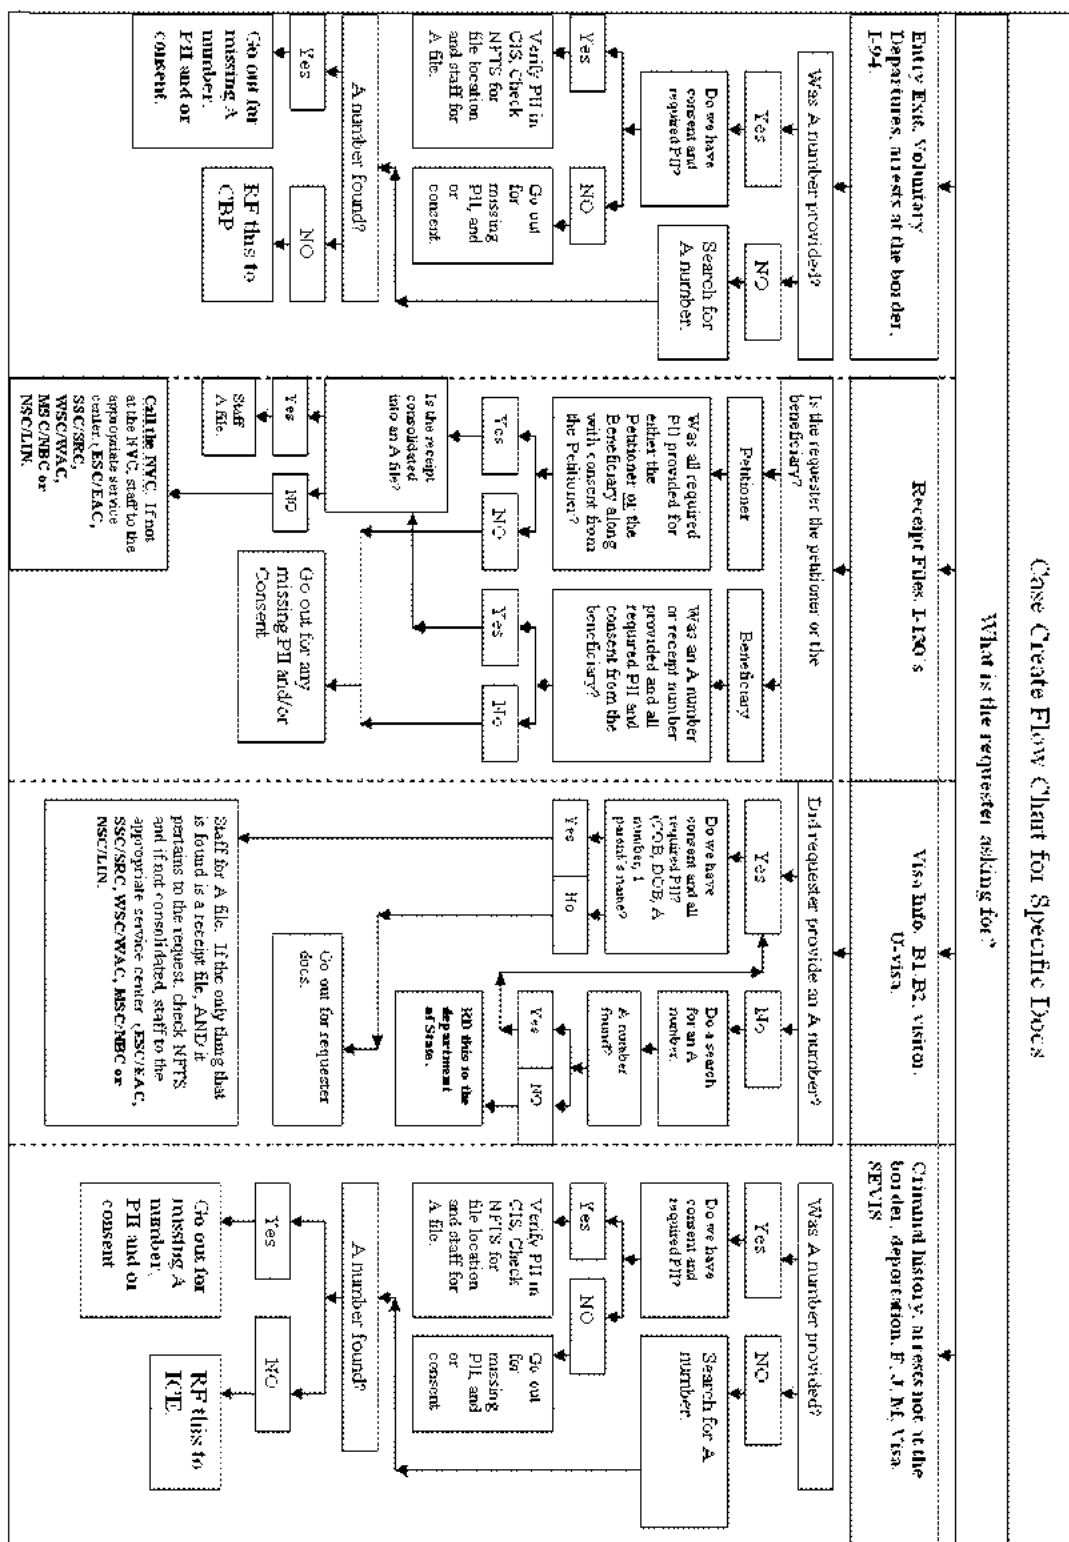 Case Create Flow Chart for Specific Docs
What is the requester asking for?
Entry Exit, Voluntary
Departures, arrests at the border,
I-94.
Was A number provided?
Yes
NO
Do we have
consent and
required PII?
Search for
A number.
Yes
NO
Verify PII in
CIS, Check
NFTS for
file location
and staff for
A file.
Go out
for
missing
PII, and
or
consent
A number found?
Yes
NO
Go out for
missing A
number,
PII and or
consent.
RF this to
CBP
Receipt Files, I-130's
Is the requester the petitioner or the
beneficiary?
Petitioner
Beneficiary
Was all required
PII provided for
either the
Petitioner or the
Beneficiary along
with consent from
the Petitioner?
Was an A number
or receipt number
provided and all
required PII and
consent from the
beneficiary?
Yes
NO
Yes
No
Is the receipt
consolidated
into an A file?
Yes
NO
Staff
A file.
Go out for any
missing PII and/or
Consent
Call the NVC. If not
at the NVC, staff to the
appropriate service
center. (ESC/EAC,
SSC/SRC,
WSC/WAC,
MSC/NBC or
NSC/LIN.
Visa Info, B1,B2, visitor,
U-visa.
Did requester provide an A number?
Yes
No
Do we have
consent and all
required PII?
(COB, DOB, A
number, 1
parent's name?
Do a search
for an A
number.
Yes
No
A number
found?
Yes
NO
RD this to the
department
of State.
Go out for requester
docs.
Staff for A file. If the only thing that
is found is a receipt file, AND it
pertains to the request, check NFTS
and if not consolidated, staff to the
appropriate service center (ESC/EAC,
SSC/SRC, WSC/WAC, MSC/NBC or
NSC/LIN.
Criminal history, arrests not at the
border, deportation, F, J, M, Visa.
SEVIS
Was A number provided?
Yes
NO
Do we have
consent and
required PII?
Search for A
number.
Yes
NO
Verify PII in
CIS, Check
NFTS for
file location
and staff for
A file.
Go out
for
missing
PII, and
or
consent
A number found?
Yes
NO
Go out for
missing A
number,
PII and or
consent
RF this to
ICE.